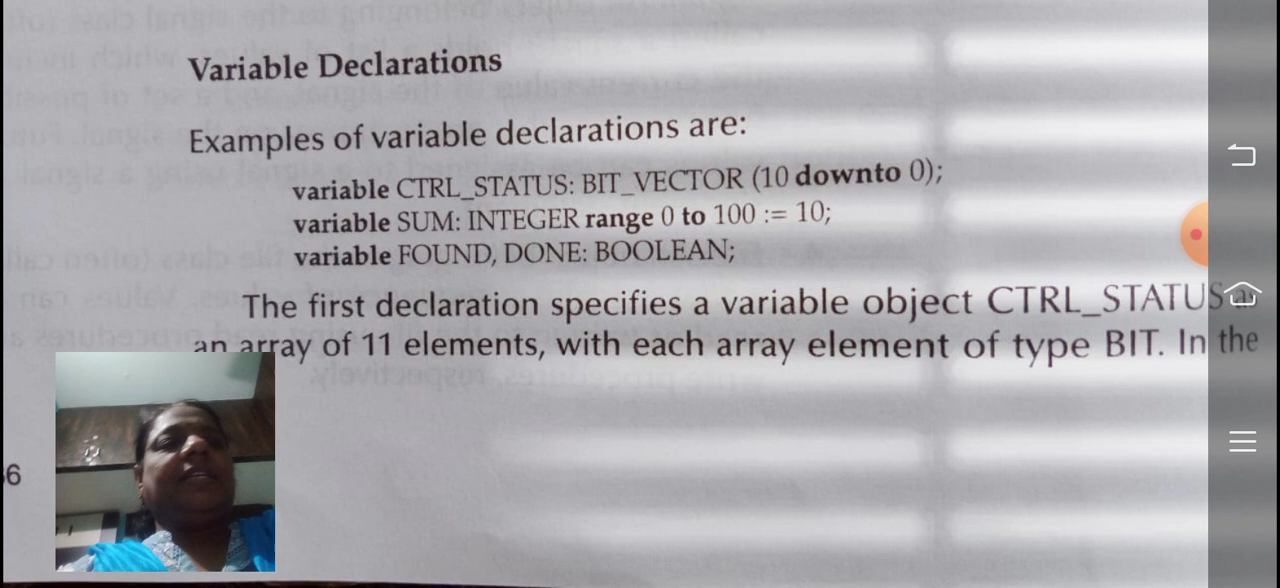 Variable Declarations
Examples of variable declarations are:
variable CTRL_STATUS: BIT_VECTOR (10 downto 0);
variable SUM: INTEGER range 0 to 100 := 10;
variable FOUND, DONE: BOOLEAN;
The first declaration specifies a variable object CTRL_STATUS
an array of 11 elements, with each array element of type BIT. In the